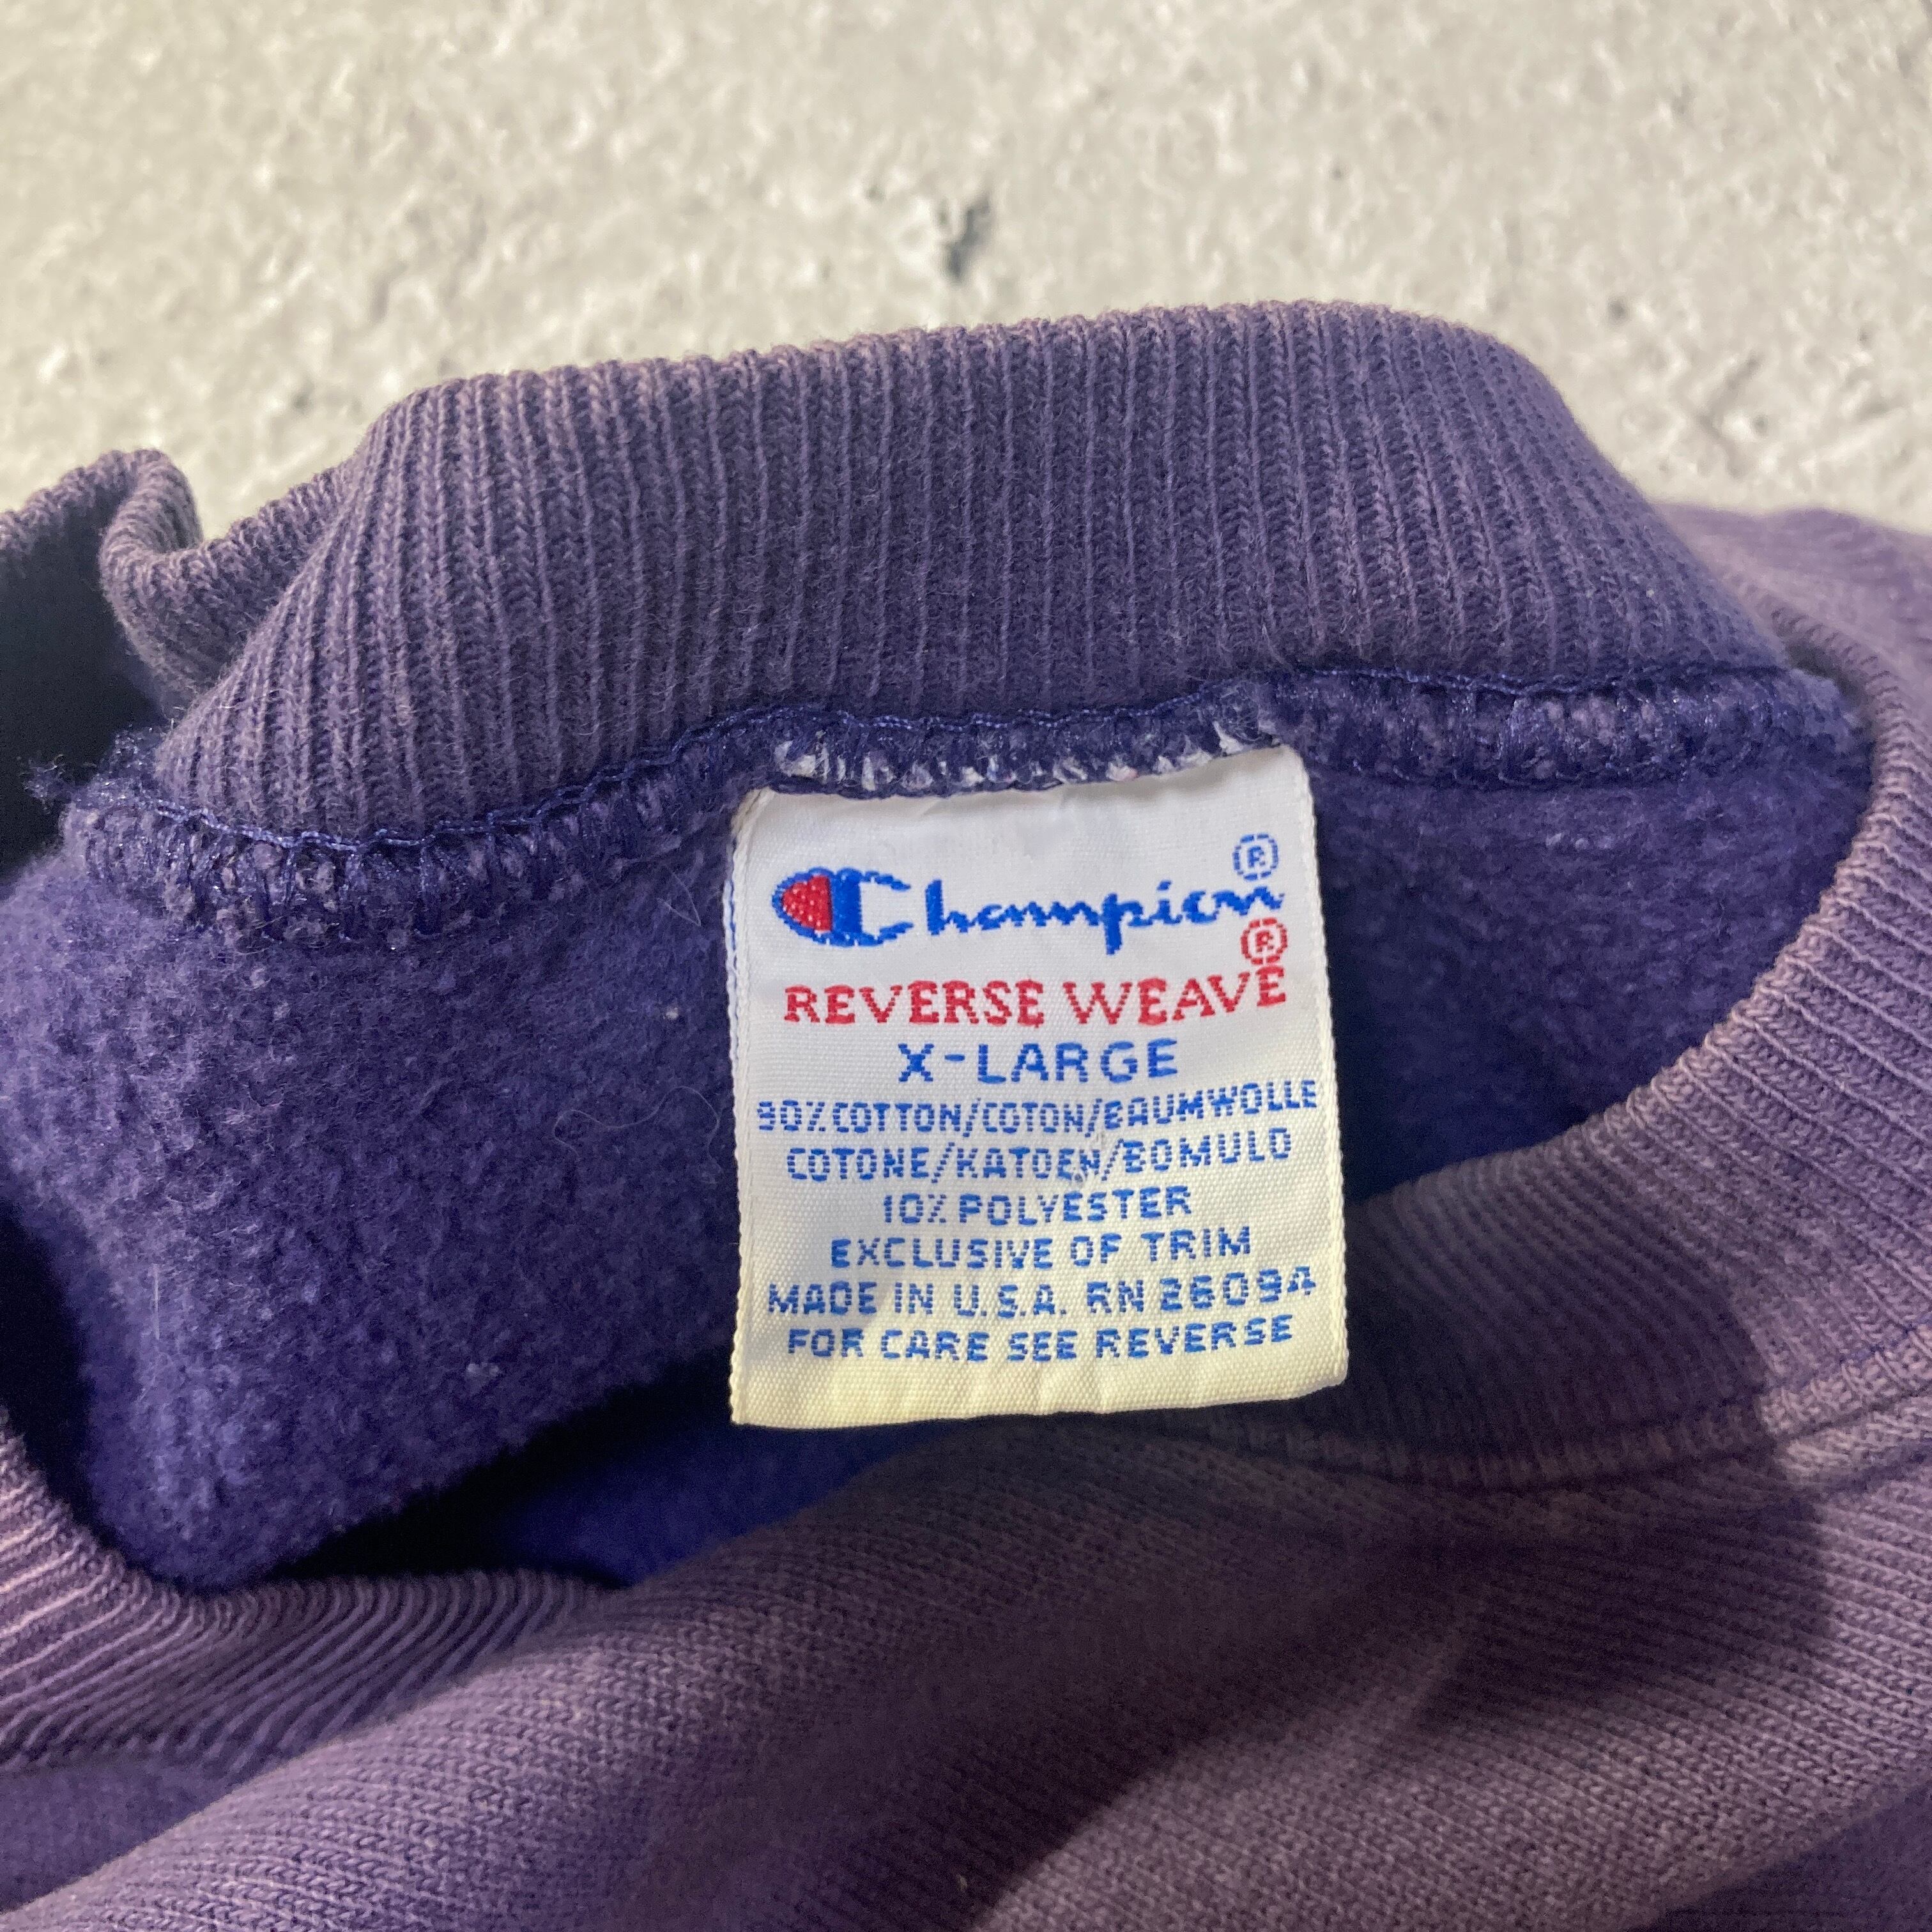 Champion®
REVERSE WEAVE®
X-LARGE
90% COTTON/COTON/BAUMWOLLE
COTONE/KATOEN/BOMULD
10% POLYESTER
EXCLUSIVE OF TRIM
MADE IN U.S.A. RN 26094
FOR CARE SEE REVERSE